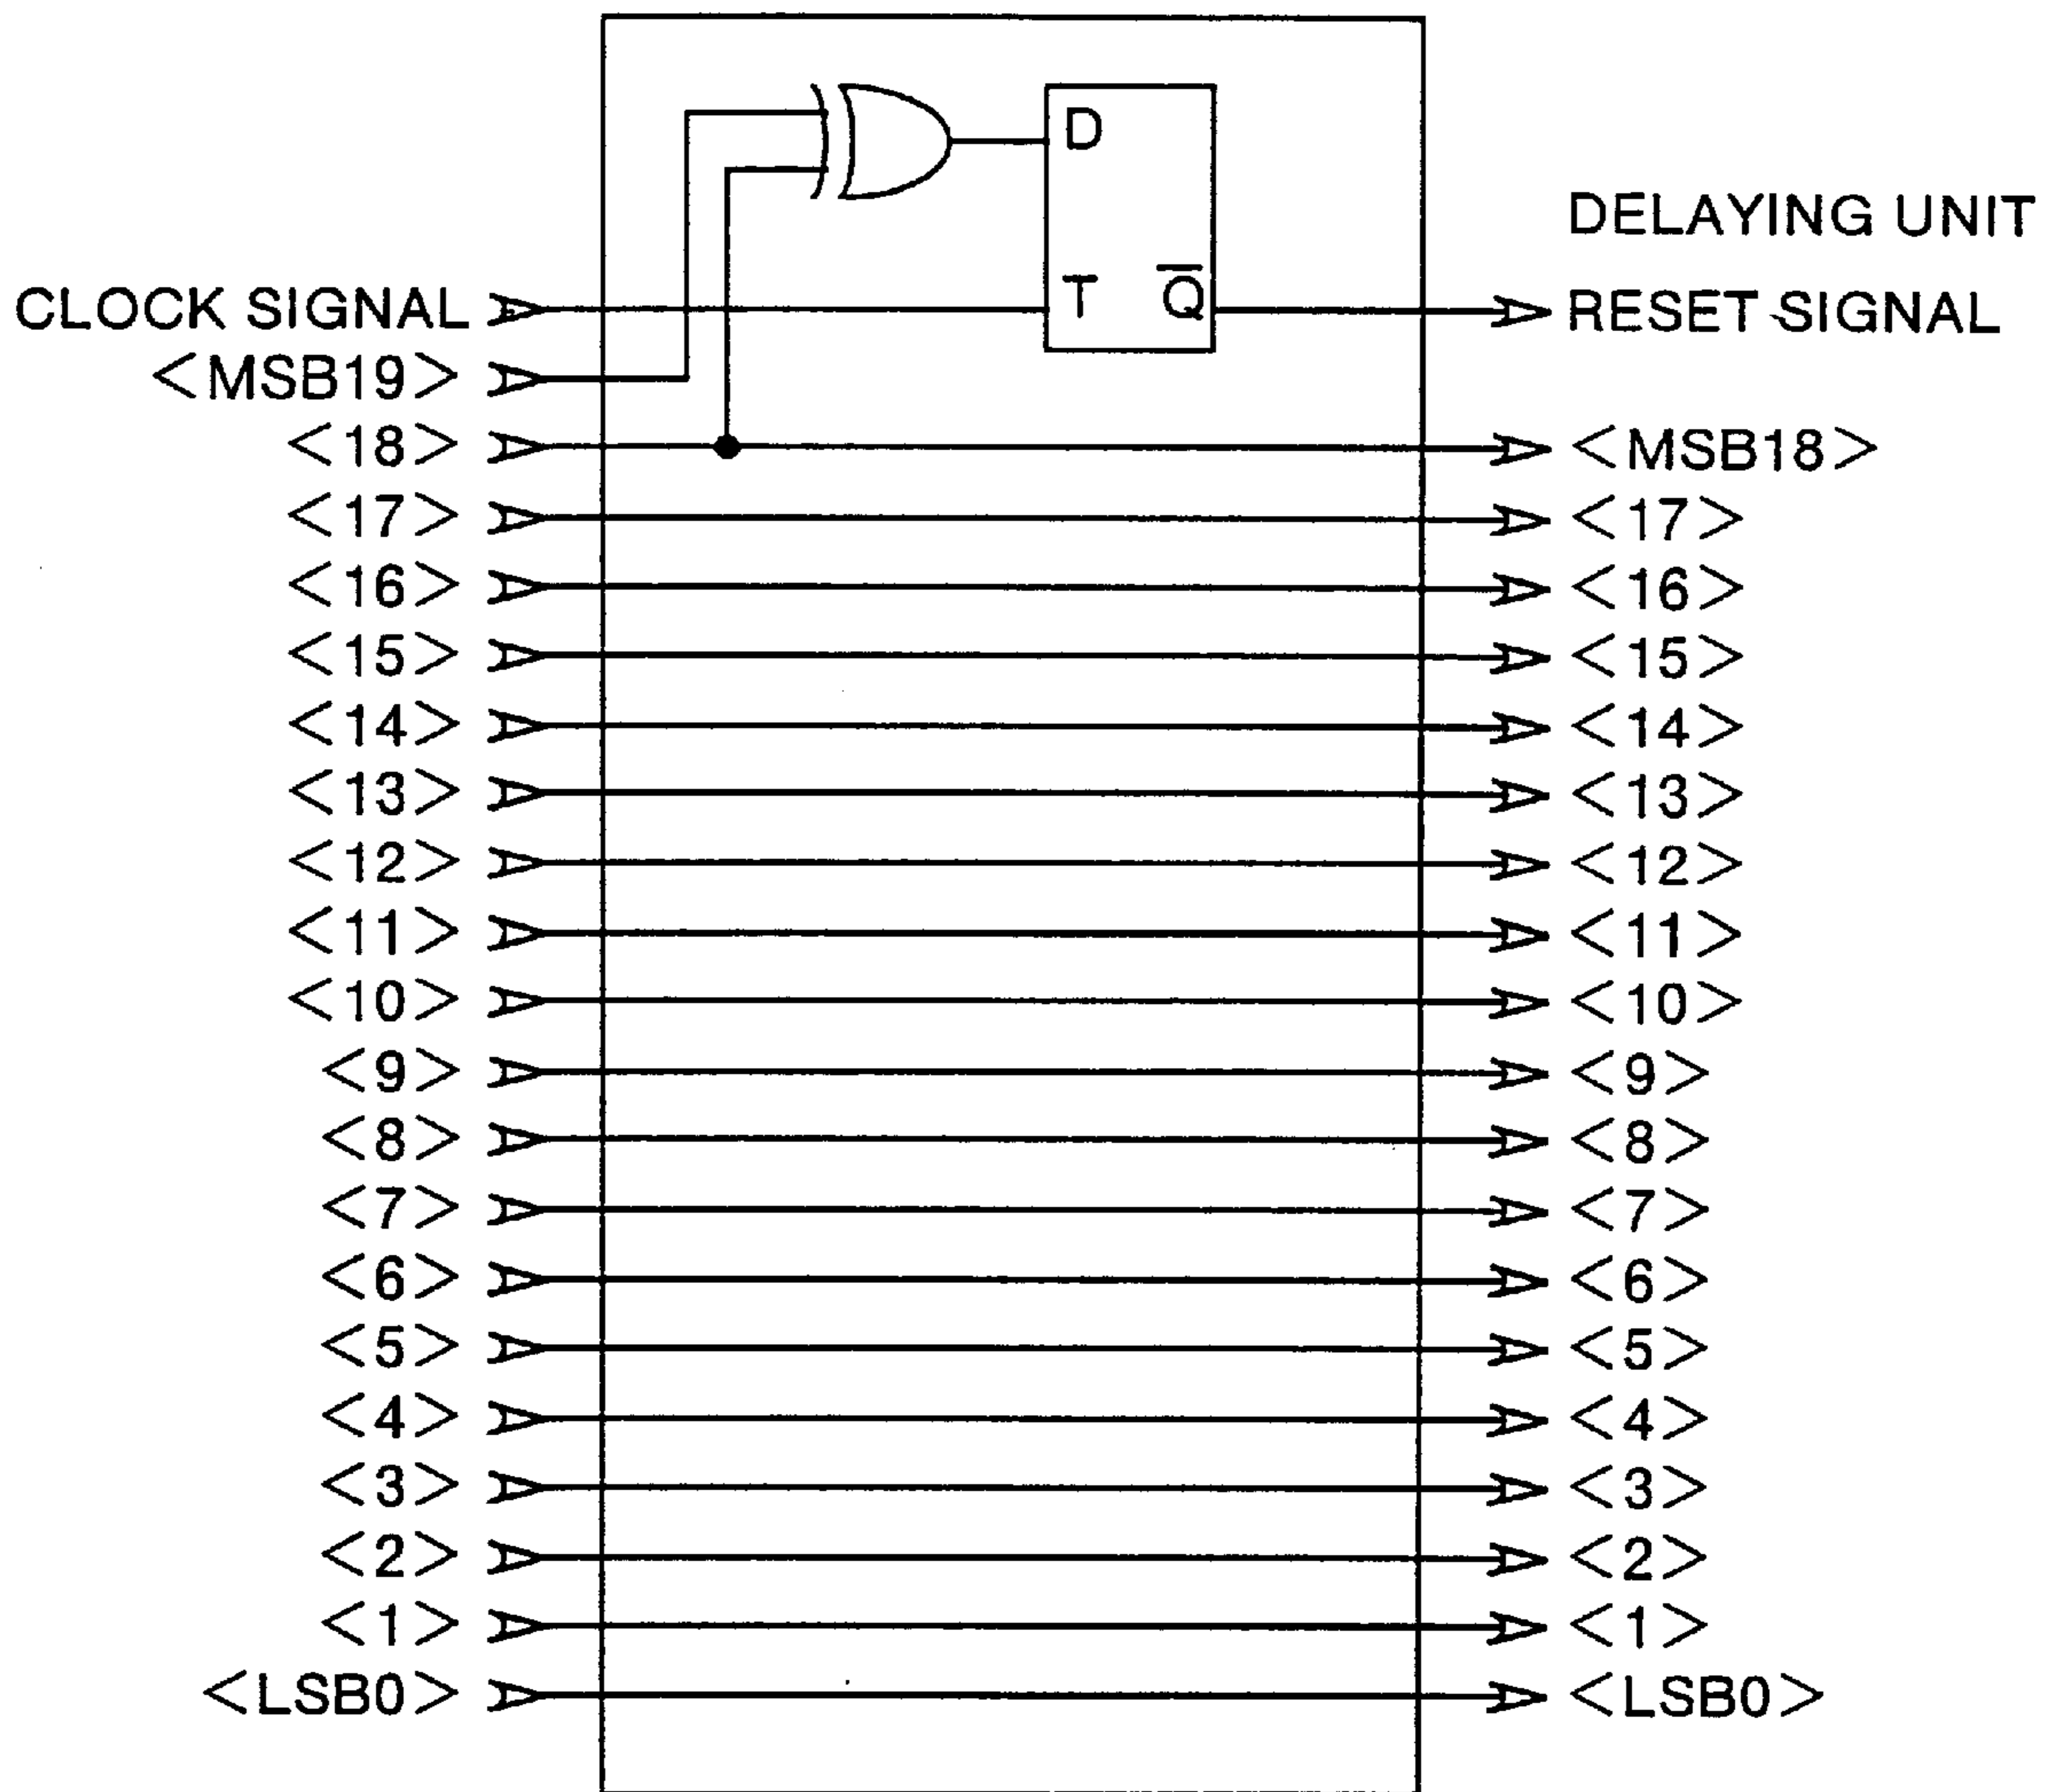 DELAYING UNIT
D
CLOCK SIGNAL T Q̅ RESET SIGNAL
<MSB19>
<18> <MSB18>
<17> <17>
<16> <16>
<15> <15>
<14> <14>
<13> <13>
<12> <12>
<11> <11>
<10> <10>
<9> <9>
<8> <8>
<7> <7>
<6> <6>
<5> <5>
<4> <4>
<3> <3>
<2> <2>
<1> <1>
<LSB0> <LSB0>